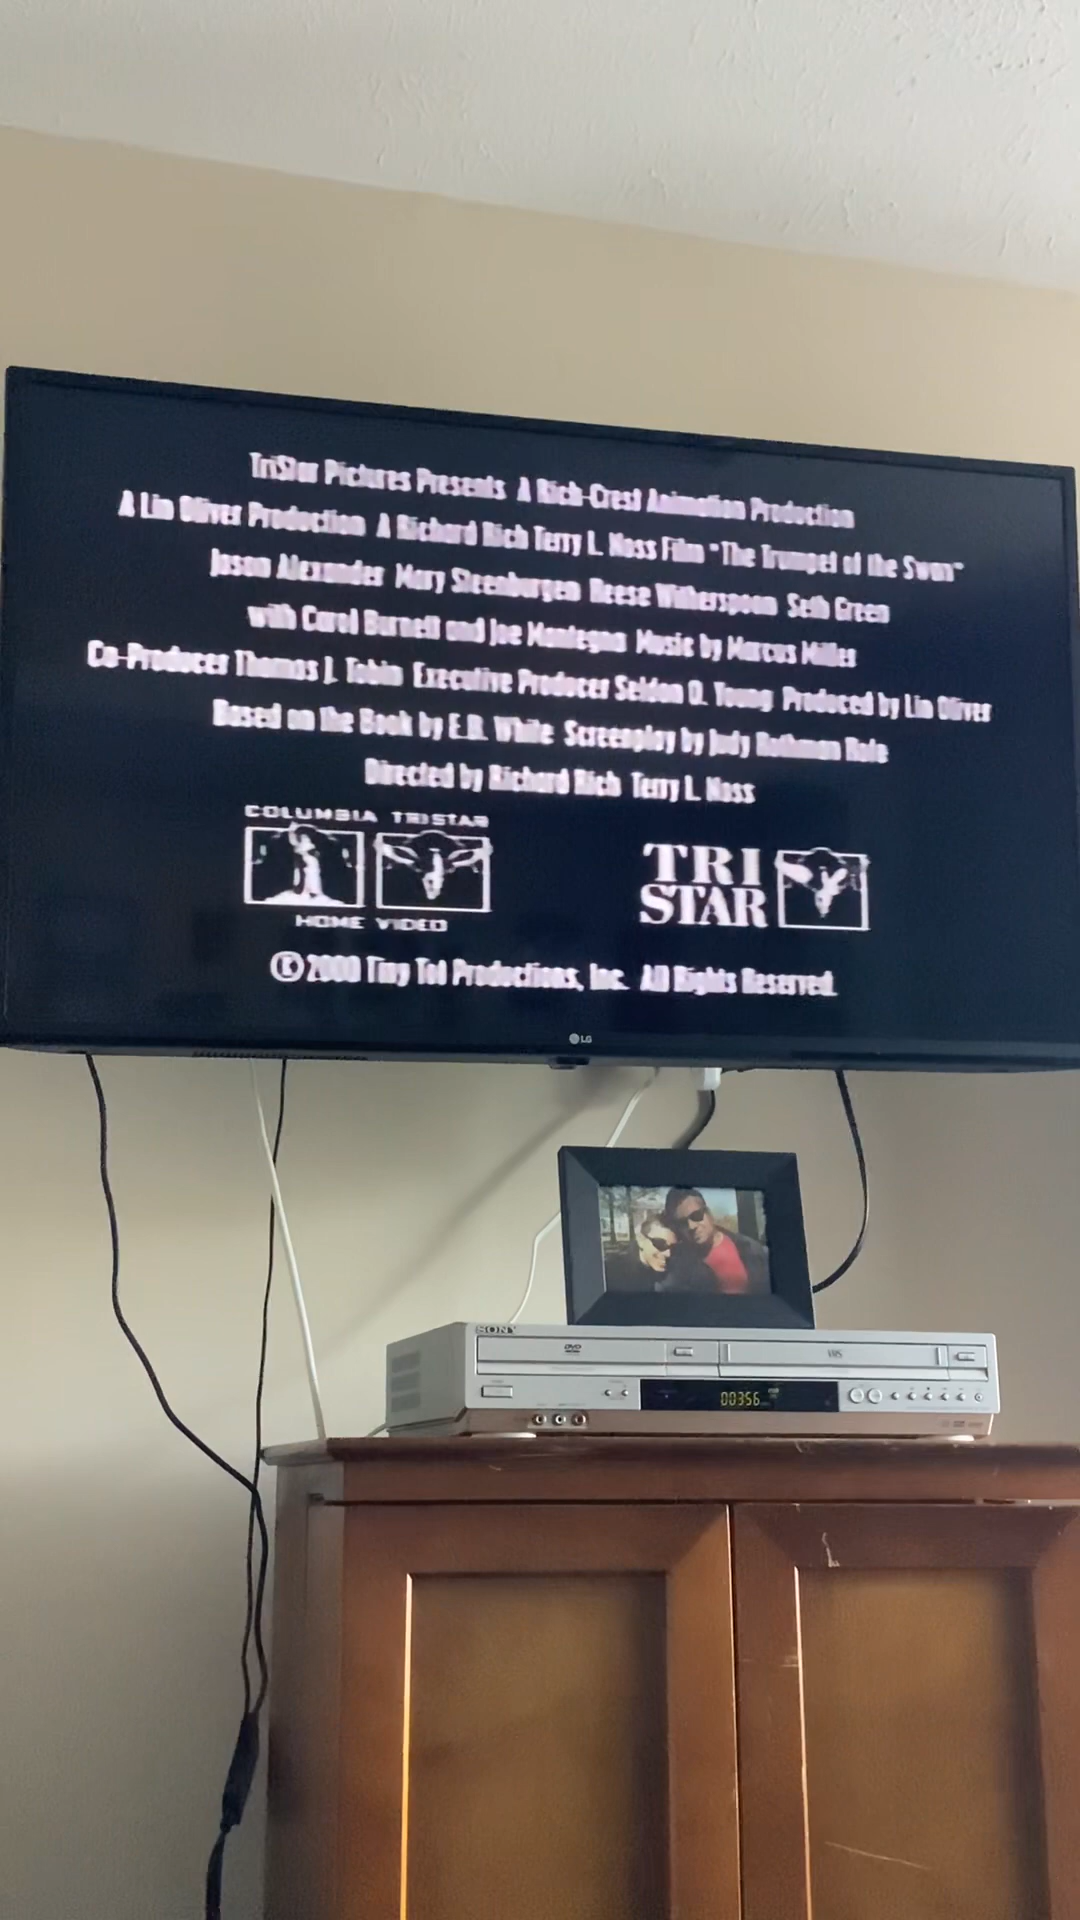 TriStar Pictures Presents A Rich-Crest Animation Production
A Lin Oliver Production A Richard Rich Terry L. Noss Film "The Trumpet of the Swan"
Jason Alexander Mary Steenburgen Reese Witherspoon Seth Green
with Carol Burnett and Joe Mantegna Music by Marcus Miller
Co-Producer Thomas J. Tobin Executive Producer Seldon O. Young Produced by Lin Oliver
Based on the Book by E.B. White Screenplay by Judy Rothman Rofe
Directed by Richard Rich Terry L. Noss
COLUMBIA TRISTAR
HOME VIDEO
TRI
STAR
©2000 Tiny Tot Productions, Inc. All Rights Reserved.
LG
SONY
DVD
VHS
00356